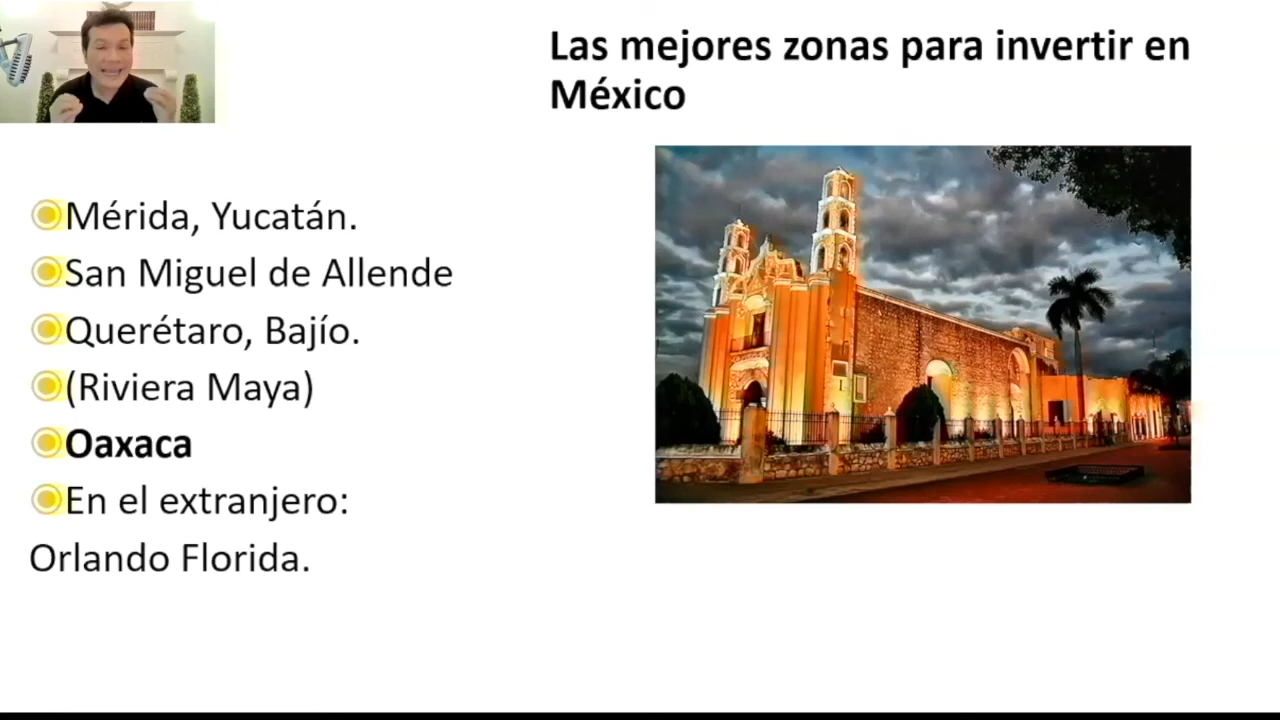 Las mejores zonas para invertir en
México
Mérida, Yucatán.
San Miguel de Allende
Querétaro, Bajío.
(Riviera Maya)
Oaxaca
En el extranjero:
Orlando Florida.